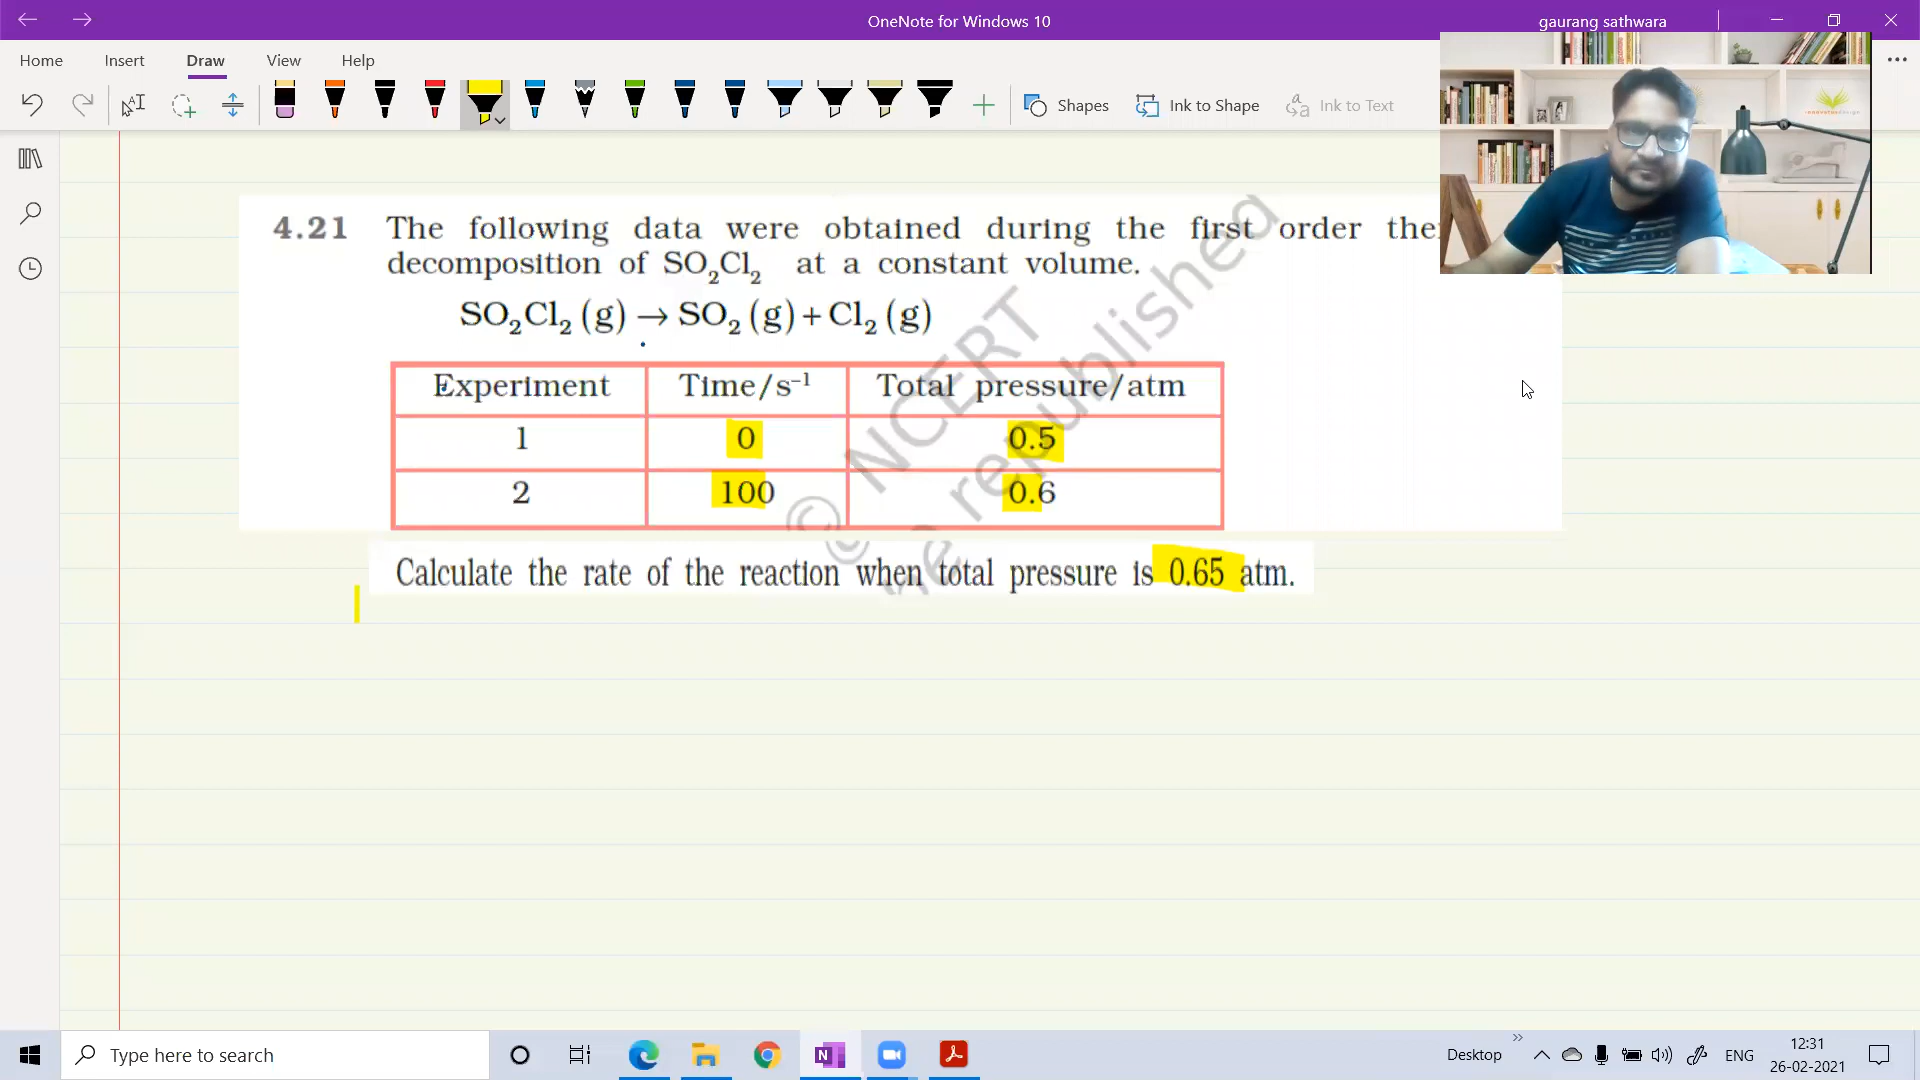 OneNote for Windows 10
gaurang sathwara
Home Insert Draw View Help
Shapes Ink to Shape Ink to Text
4.21 The following data were obtained during the first order
decomposition of SO₂Cl₂ at a constant volume.
SO₂Cl₂ (g) → SO₂ (g) + Cl₂ (g)
Experiment Time/s⁻¹ Total pressure/atm
1 0 0.5
2 100 0.6
© NCERT
be republished
Calculate the rate of the reaction when total pressure is 0.65 atm.
Type here to search
Desktop
ENG
12:31
26-02-2021